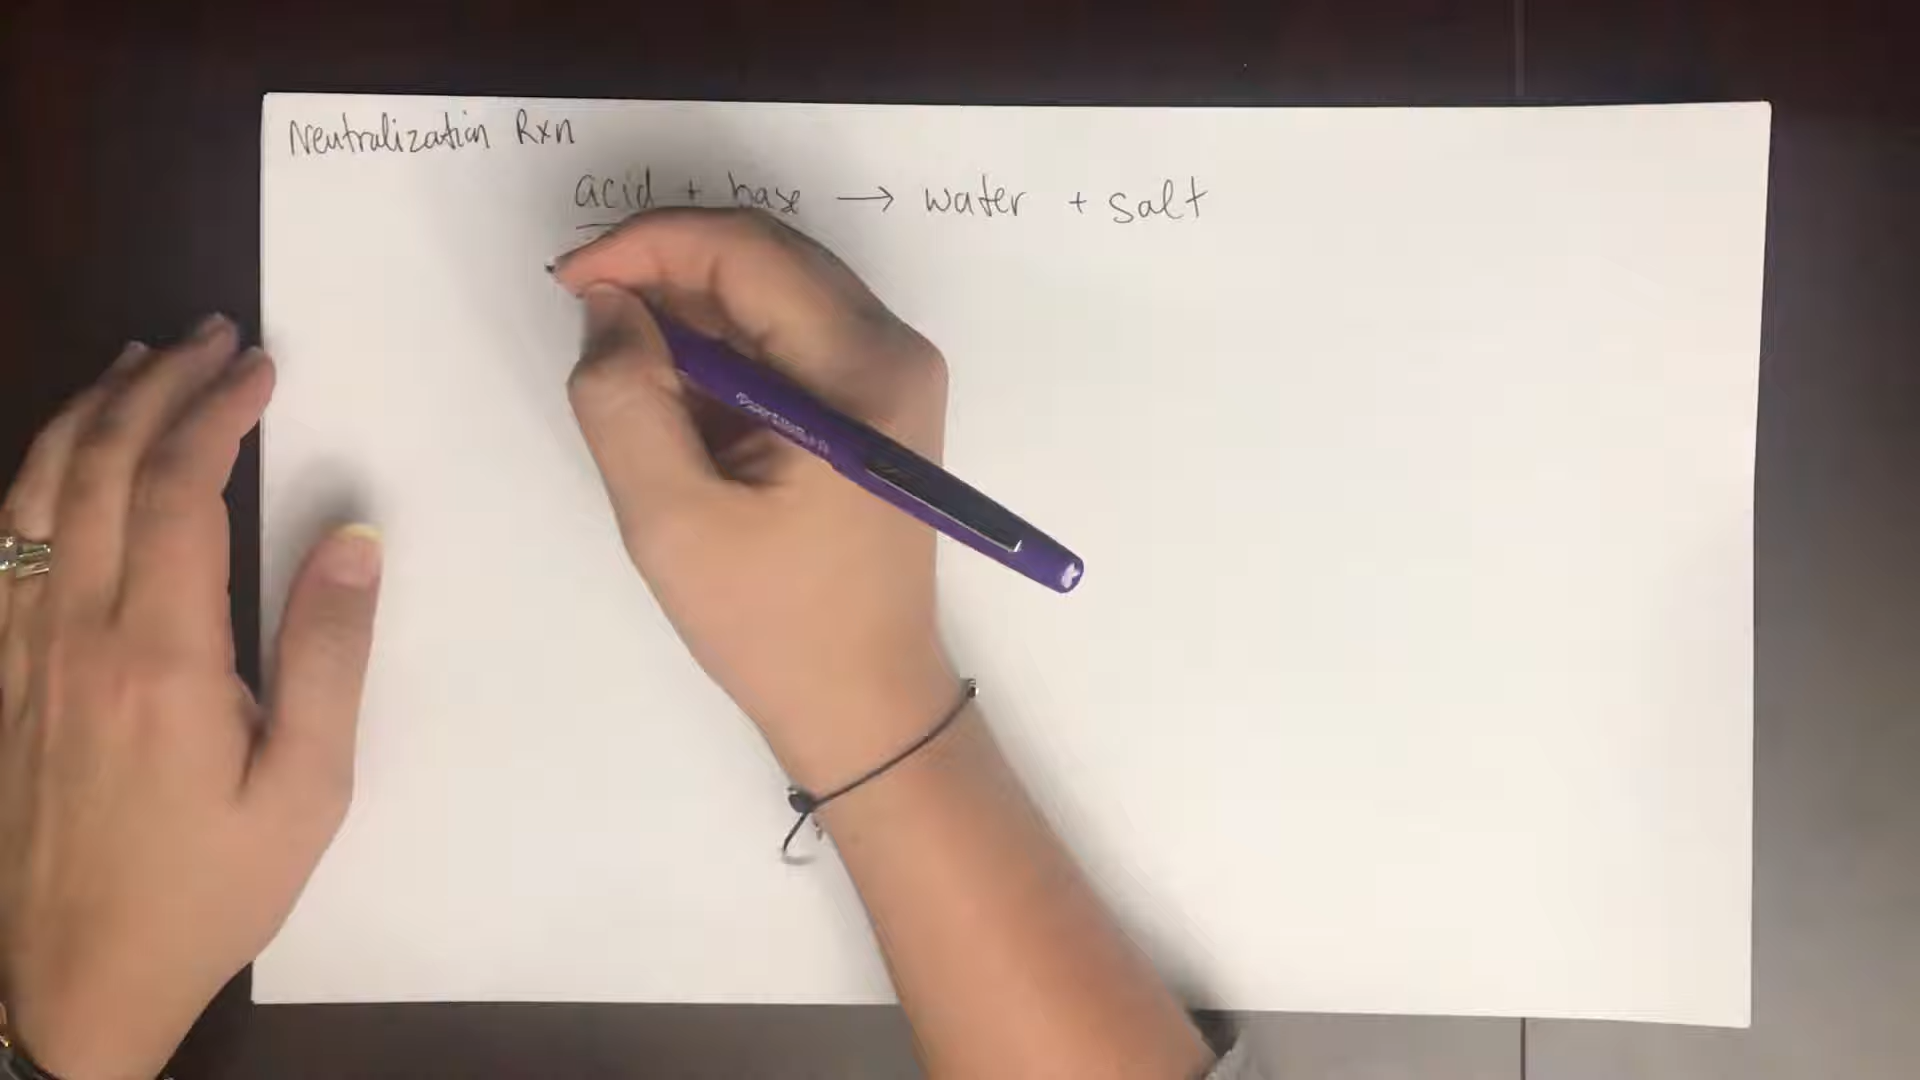 Neutralization Rxn
acid + base → water + salt